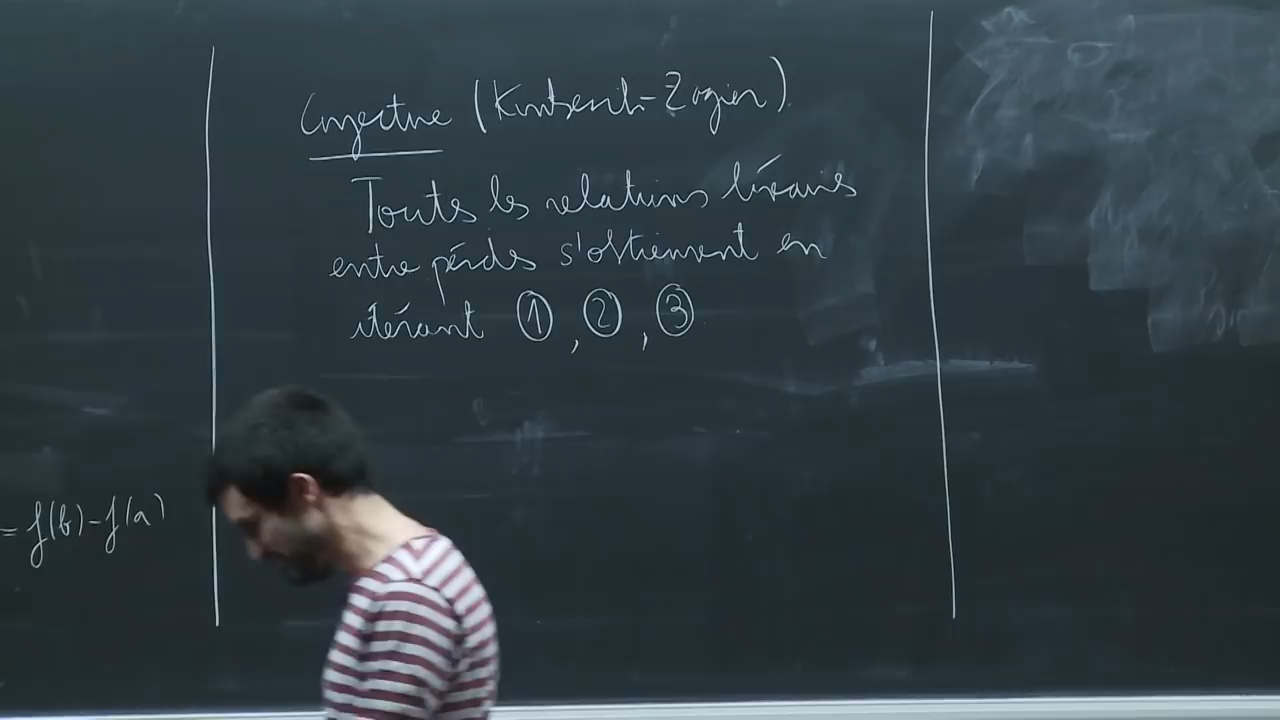 Conjecture (Kontsevich-Zagier).
Toutes les relations linéaires
entre périodes s'obtiennent en
itérant ①, ②, ③
= f(b)-f(a)